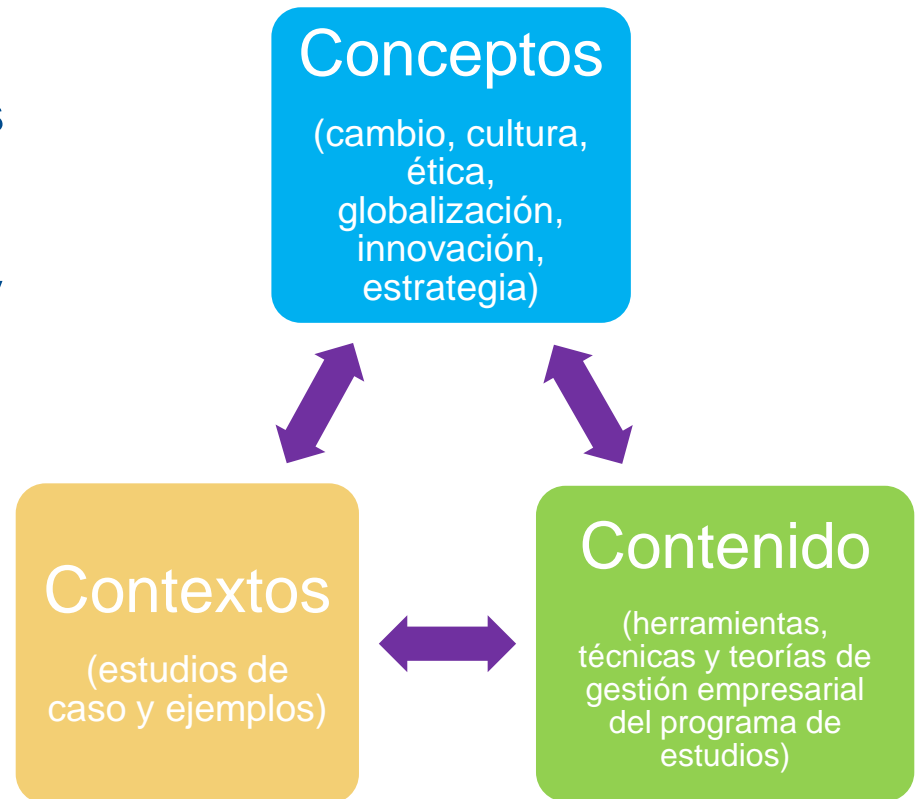 Conceptos
(cambio, cultura,
ética,
globalización,
innovación,
estrategia)
Contextos
(estudios de
caso y ejemplos)
Contenido
(herramientas,
técnicas y teorías de
gestión empresarial
del programa de
estudios)